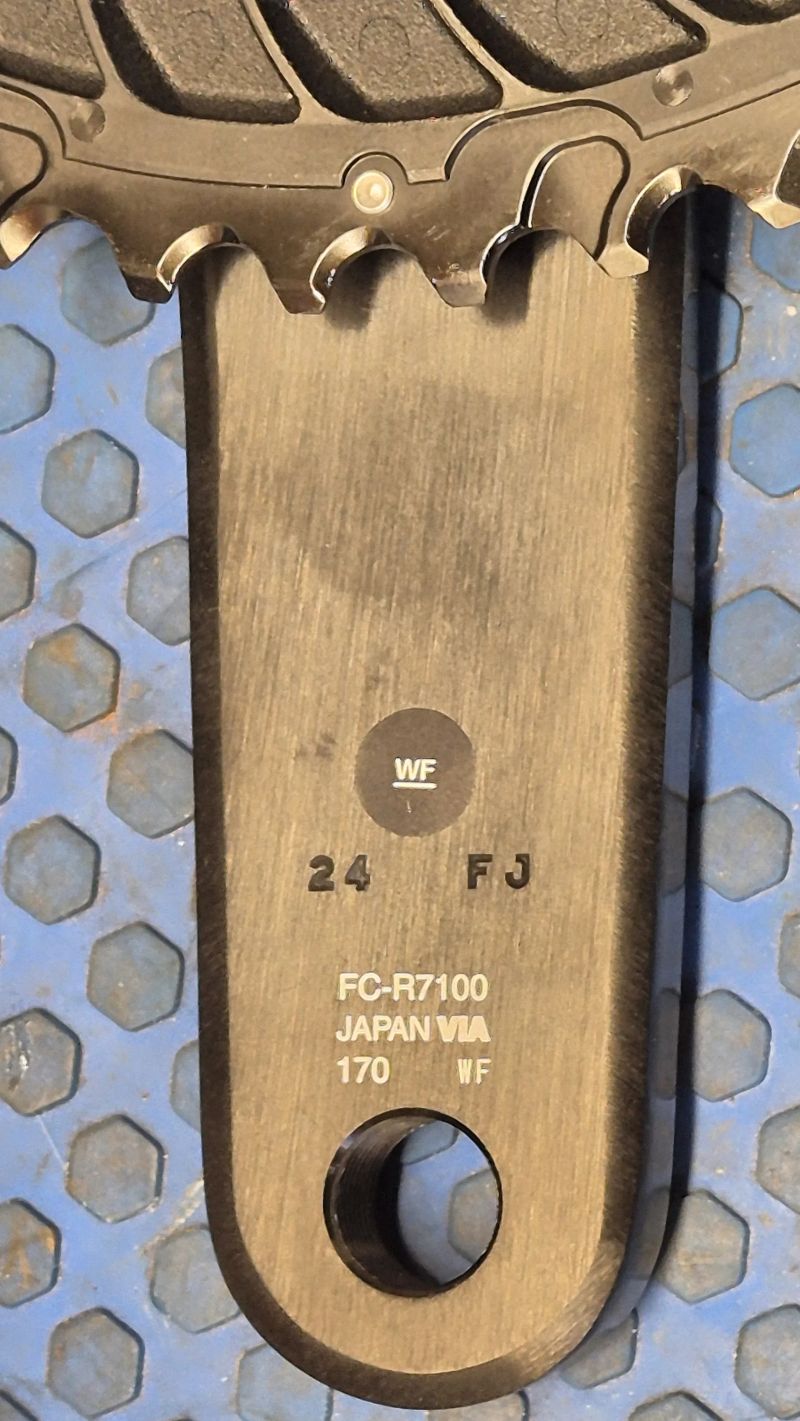 WF
24 FJ
FC-R7100
JAPAN VIA
170 WF